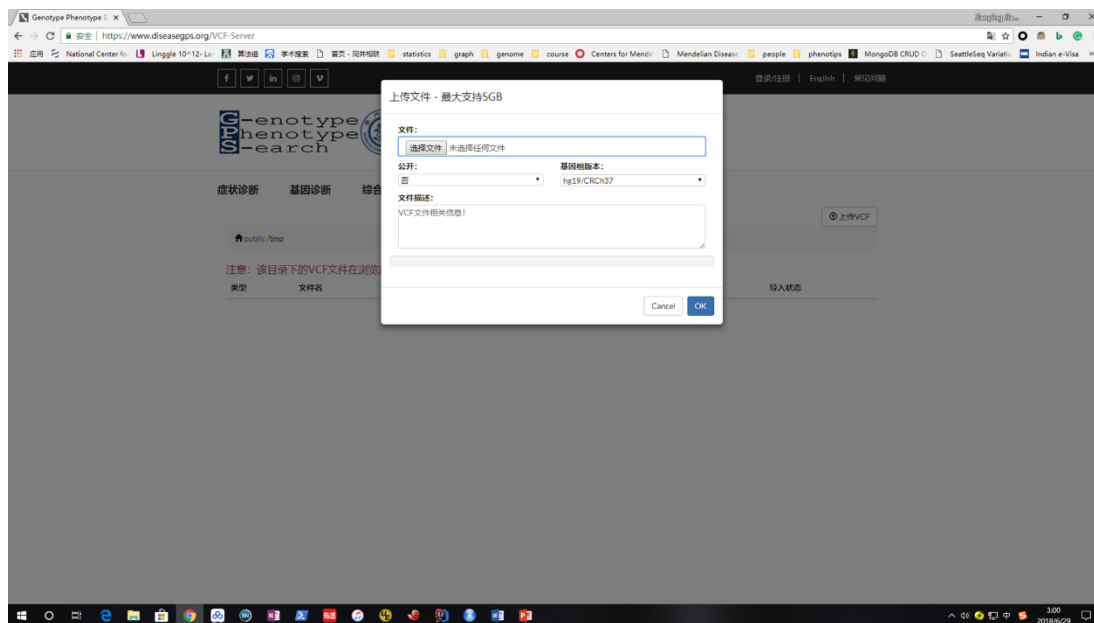 Genotype Phenotype S
安全 | https://www.diseasegps.org/VCF-Server
应用 National Center fo Linggle 10^12- La 算法组 学术搜索 首页 - 同井相联 statistics graph genome course Centers for Mende Mendelian Disease people phenotips MongoDB CRUD O SeattleSeq Variatio Indian e-Visa
登录/注册 | English | 常见问题
G-enotype
Phenotype
S-earch
症状诊断 基因诊断 综合
上传VCF
public /tmp
注意：该目录下的VCF文件在浏览
类型 文件名 导入状态
上传文件 - 最大支持5GB
文件：
选择文件 未选择任何文件
公开： 基因组版本：
否 hg19/CRCh37
文件描述：
VCF文件相关信息!
Cancel OK
3:00
2018/6/29